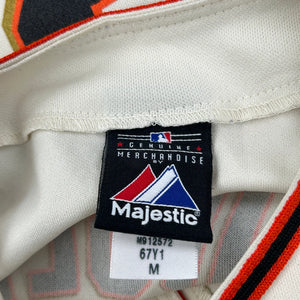 GENUINE
MERCHANDISE
BY
Majestic
M912572
67Y1
M